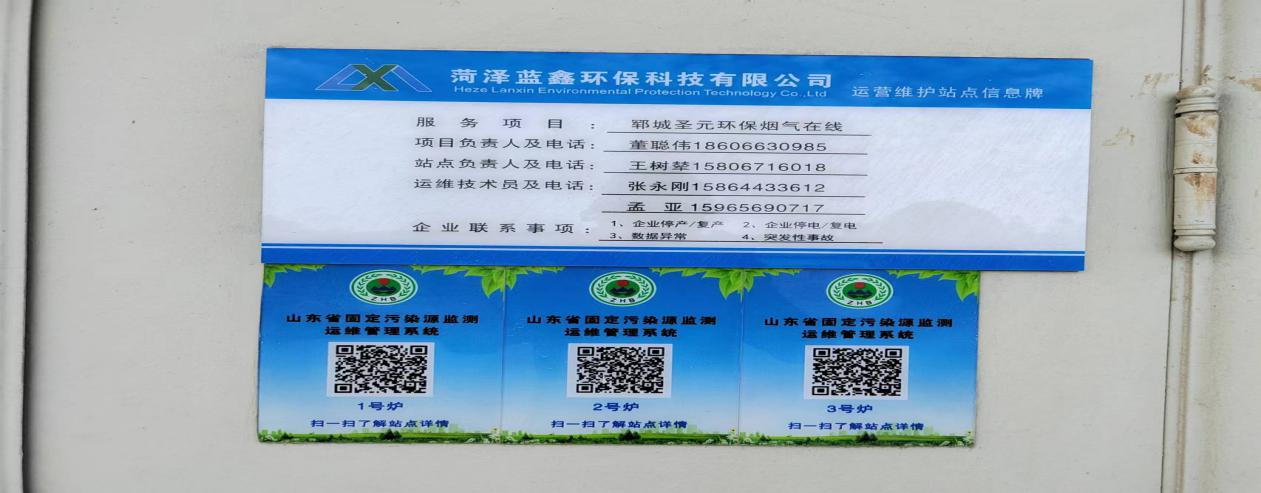 菏泽蓝鑫环保科技有限公司
Heze Lanxin Environmental Protection Technology Co.,Ltd
运营维护站点信息牌
服务项目：郓城圣元环保烟气在线
项目负责人及电话：董聪伟18606630985
站点负责人及电话：王树荦15806716018
运维技术员及电话：张永刚15864433612
孟 亚 15965690717
企业联系事项：1、企业停产/复产 2、企业停电/复电
3、数据异常 4、突发性事故
ZHB
山东省固定污染源监测
运维管理系统
1号炉
扫一扫了解站点详情
ZHB
山东省固定污染源监测
运维管理系统
2号炉
扫一扫了解站点详情
ZHB
山东省固定污染源监测
运维管理系统
3号炉
扫一扫了解站点详情